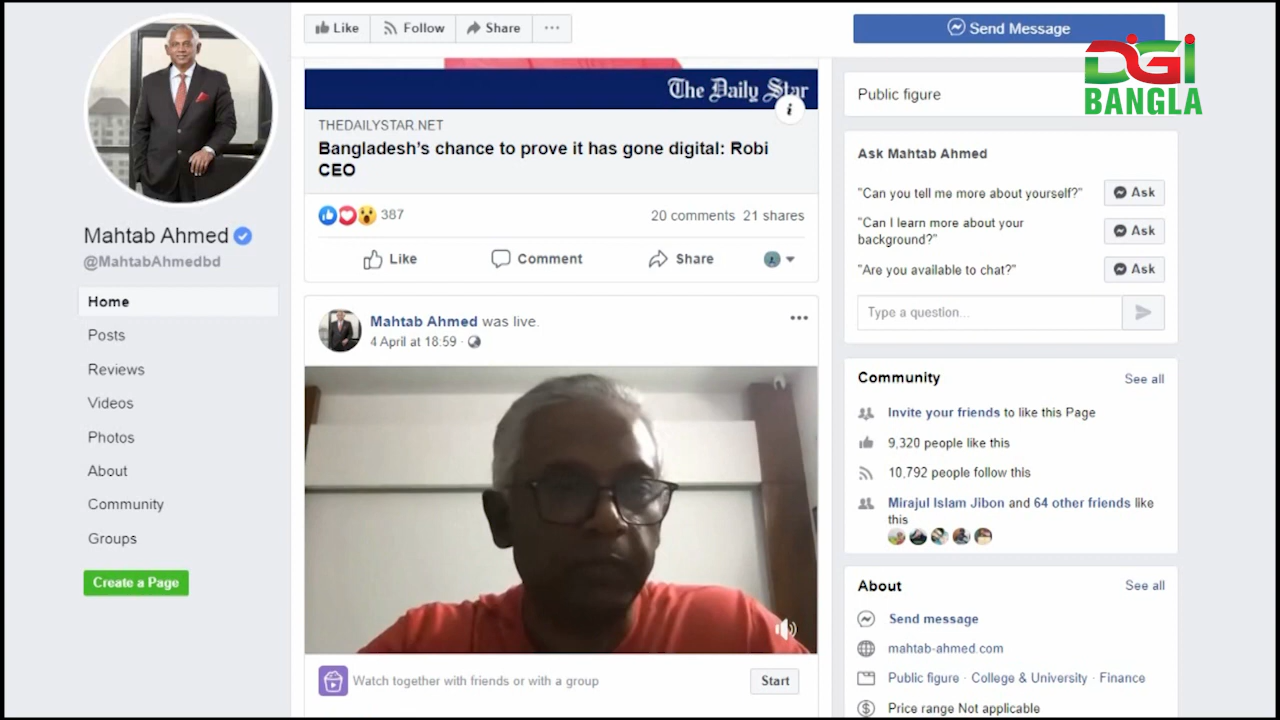 Like
Follow
Share
Send Message
DiGi
BANGLA
Mahtab Ahmed
@MahtabAhmedbd
Home
Posts
Reviews
Videos
Photos
About
Community
Groups
Create a Page
The Daily Star
i
THEDAILYSTAR.NET
Bangladesh's chance to prove it has gone digital: Robi
CEO
387
20 comments 21 shares
Like
Comment
Share
Mahtab Ahmed was live.
4 April at 18:59 ·
Watch together with friends or with a group
Start
Public figure
Ask Mahtab Ahmed
"Can you tell me more about yourself?"
Ask
"Can I learn more about your
background?"
Ask
"Are you available to chat?"
Ask
Type a question...
Community
See all
Invite your friends to like this Page
9,320 people like this
10,792 people follow this
Mirajul Islam Jibon and 64 other friends like
this
About
See all
Send message
mahtab-ahmed.com
Public figure · College & University · Finance
Price range Not applicable